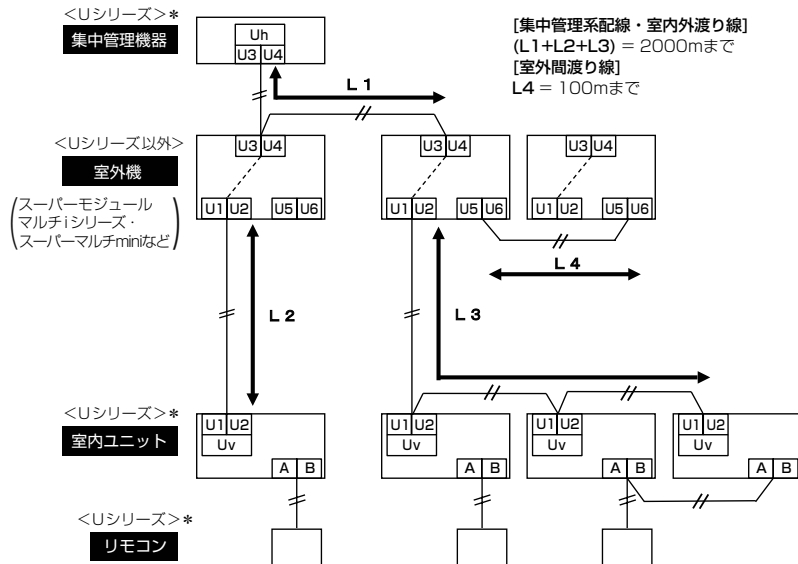 <Uシリーズ>*
集中管理機器
Uh
U3 U4
[集中管理系配線・室内外渡り線]
(L1+L2+L3) = 2000mまで
[室外間渡り線]
L4 = 100mまで
L 1
<Uシリーズ以外>
室外機
(スーパーモジュール
マルチiシリーズ・
スーパーマルチminiなど)
U3 U4
U1 U2
U5 U6
U3 U4
U1 U2
U5 U6
U3 U4
U1 U2
U5 U6
L 4
L 2
L 3
<Uシリーズ>*
室内ユニット
U1 U2
Uv
A B
U1 U2
Uv
A B
U1 U2
Uv
A B
U1 U2
Uv
A B
<Uシリーズ>*
リモコン